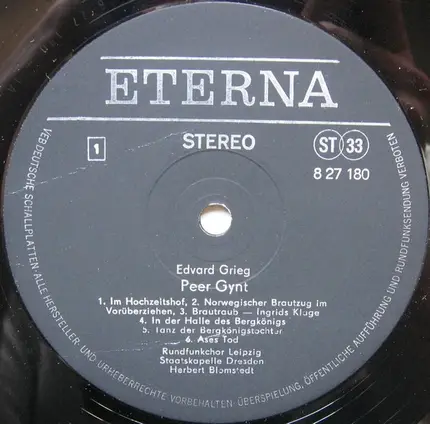 ETERNA
1
STEREO
ST 33
8 27 180
Edvard Grieg
Peer Gynt
1. Im Hochzeitshof, 2. Norwegischer Brautzug im
Vorüberziehen, 3. Brautraub — Ingrids Kluge
4. In der Halle des Bergkönigs
5. Tanz der Bergkönigstochter
6. Ases Tod
Rundfunkchor Leipzig
Staatskapelle Dresden
Herbert Blomstedt
VEB DEUTSCHE SCHALLPLATTEN·ALLE HERSTELLER- UND URHEBERRECHTE VORBEHALTEN·ÜBERSPIELUNG, ÖFFENTLICHE AUFFÜHRUNG UND RUNDFUNKSENDUNG VERBOTEN